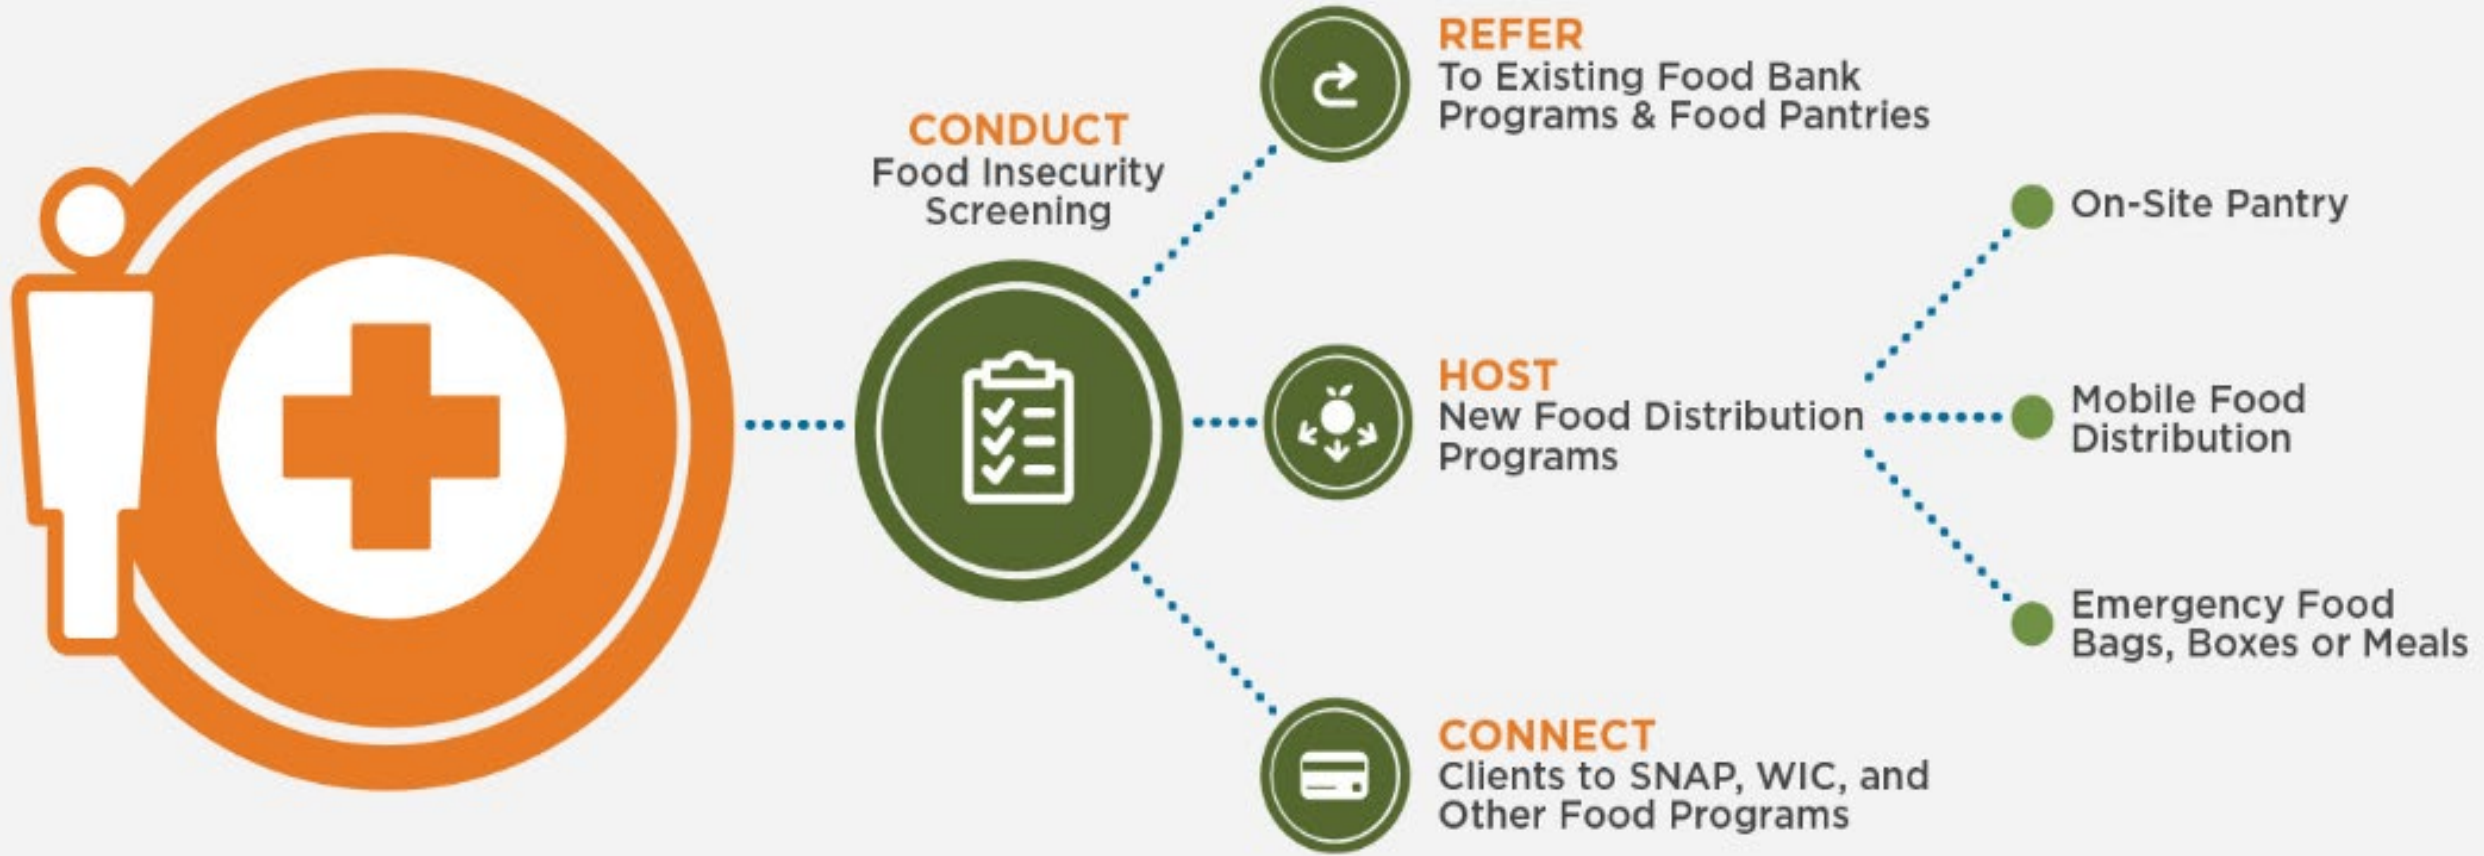 CONDUCT
Food Insecurity
Screening
REFER
To Existing Food Bank
Programs & Food Pantries
HOST
New Food Distribution
Programs
CONNECT
Clients to SNAP, WIC, and
Other Food Programs
On-Site Pantry
Mobile Food
Distribution
Emergency Food
Bags, Boxes or Meals